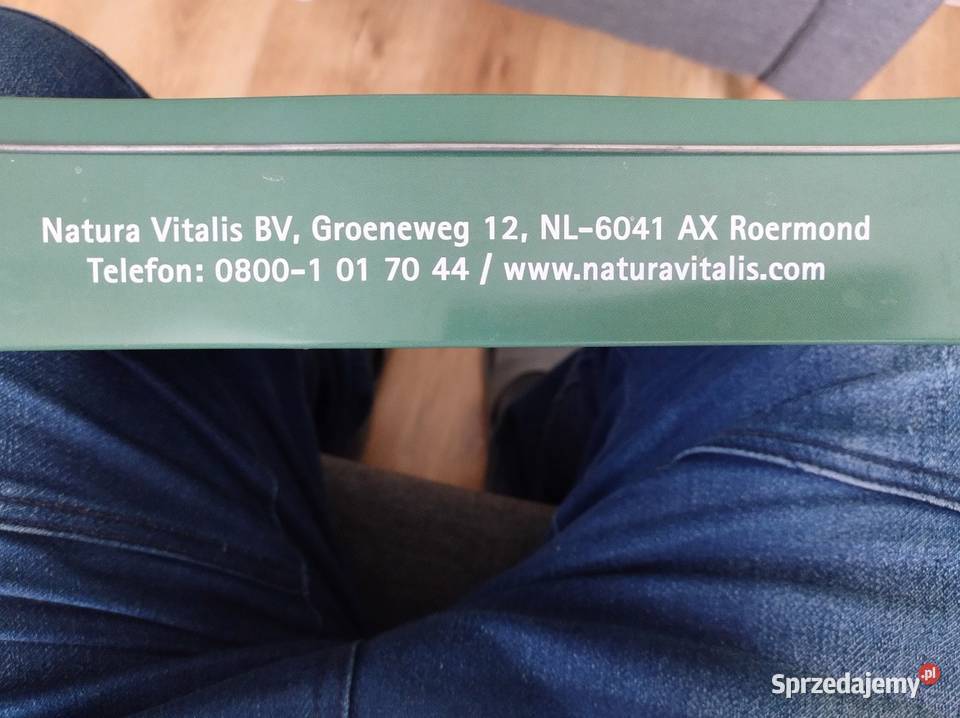 Natura Vitalis BV, Groeneweg 12, NL-6041 AX Roermond
Telefon: 0800-1 01 70 44 / www.naturavitalis.com
Sprzedajemy.pl